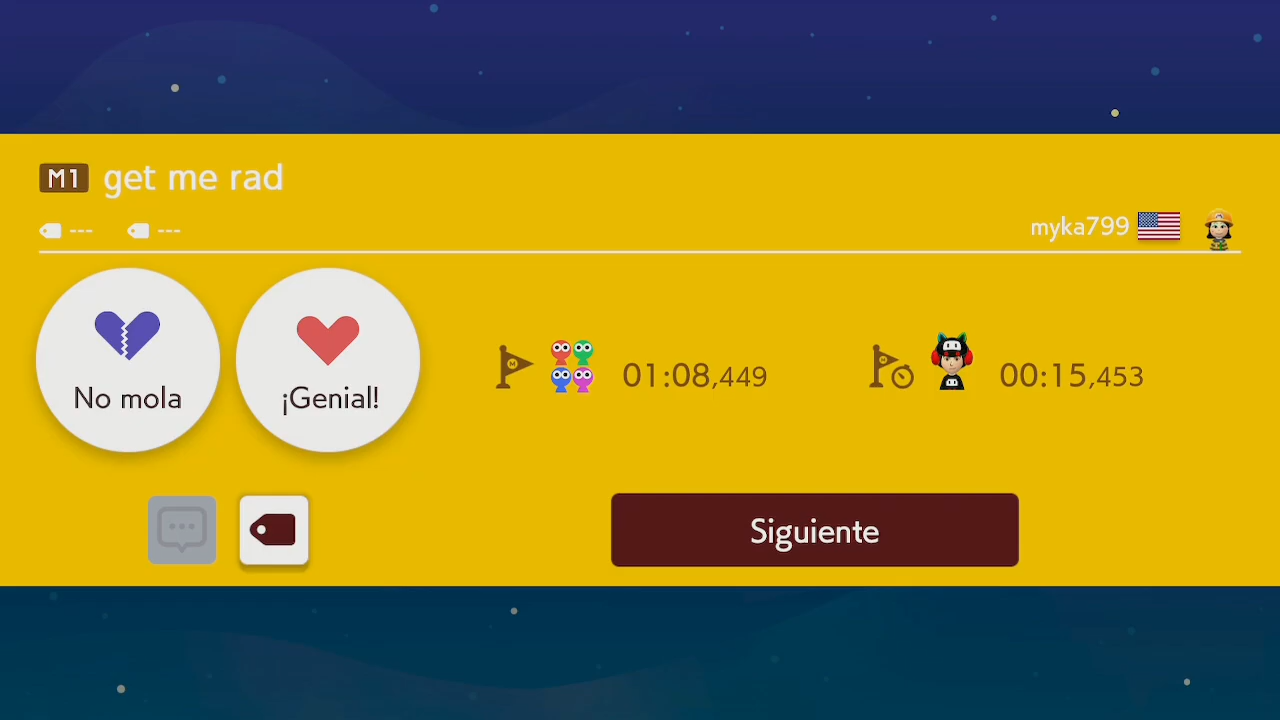 M1 get me rad
--- ---
myka799
No mola
¡Genial!
01:08,449
00:15,453
Siguiente